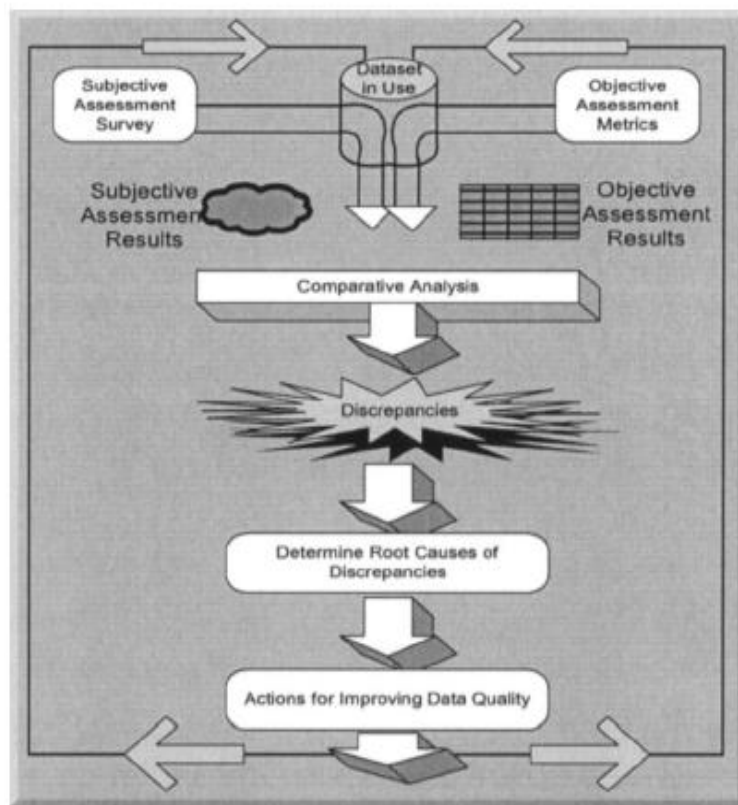 Dataset
in Use
Subjective
Assessment
Survey
Objective
Assessment
Metrics
Subjective
Assessment
Results
Objective
Assessment
Results
Comparative Analysis
Discrepancies
Determine Root Causes of
Discrepancies
Actions for Improving Data Quality